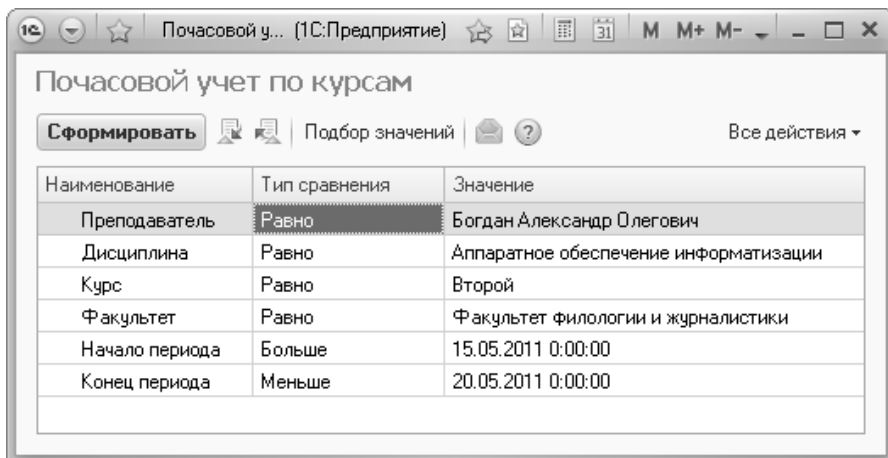 1С Почасовой у... (1С:Предприятие) 31 M M+ M-
Почасовой учет по курсам
Сформировать Подбор значений ? Все действия
Наименование Тип сравнения Значение
Преподаватель Равно Богдан Александр Олегович
Дисциплина Равно Аппаратное обеспечение информатизации
Курс Равно Второй
Факультет Равно Факультет филологии и журналистики
Начало периода Больше 15.05.2011 0:00:00
Конец периода Меньше 20.05.2011 0:00:00